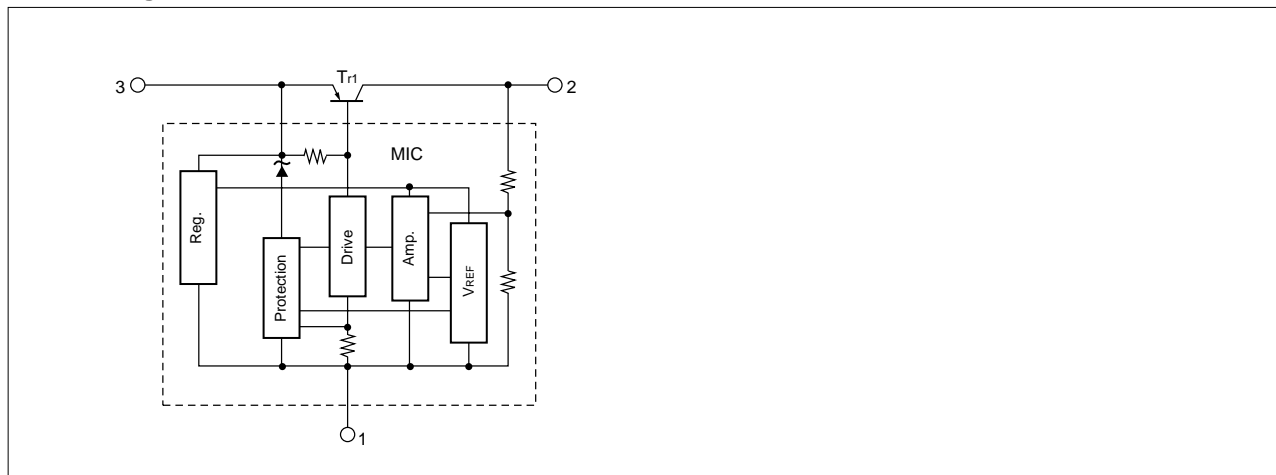 Tr1
3
2
MIC
Reg.
Protection
Drive
Amp.
VREF
1